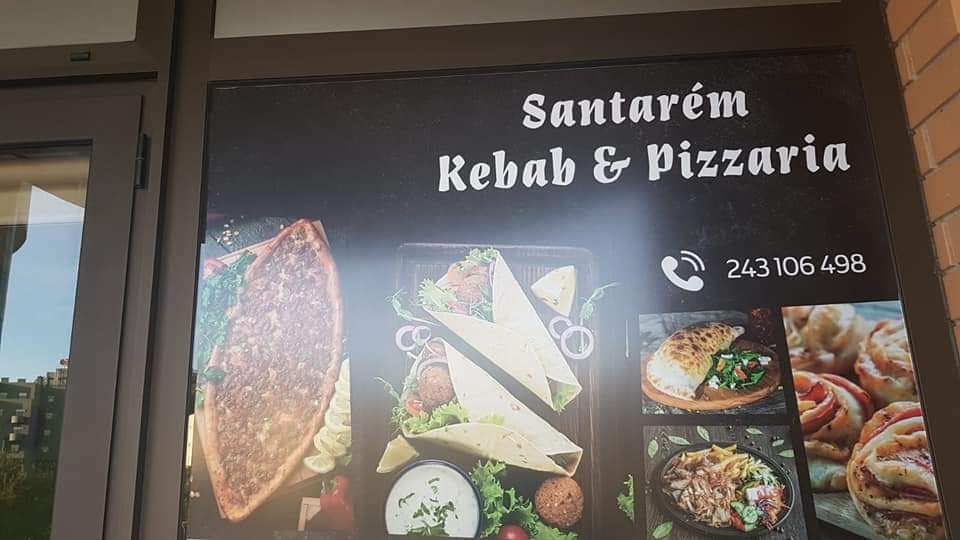 Santarém
Kebab & Pizzaria
243 106 498